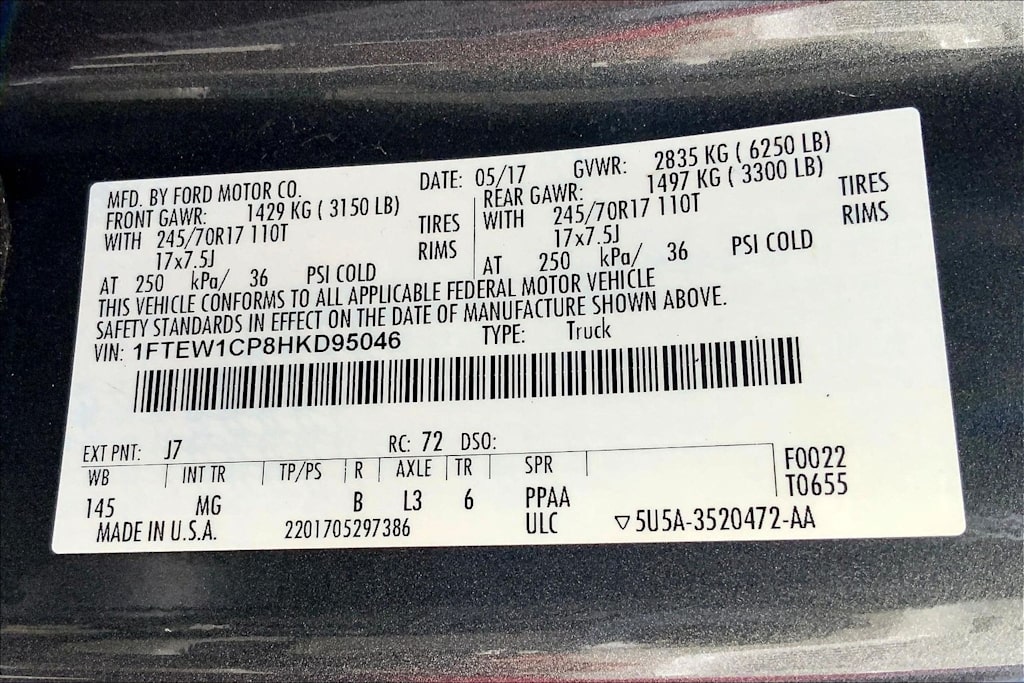 MFD. BY FORD MOTOR CO. DATE: 05/17 GVWR: 2835 KG ( 6250 LB)
FRONT GAWR: 1429 KG ( 3150 LB) REAR GAWR: 1497 KG ( 3300 LB)
WITH 245/70R17 110T TIRES WITH 245/70R17 110T TIRES
17x7.5J RIMS 17x7.5J RIMS
AT 250 kPa/ 36 PSI COLD AT 250 kPa/ 36 PSI COLD
THIS VEHICLE CONFORMS TO ALL APPLICABLE FEDERAL MOTOR VEHICLE
SAFETY STANDARDS IN EFFECT ON THE DATE OF MANUFACTURE SHOWN ABOVE.
VIN: 1FTEW1CP8HKD95046 TYPE: Truck
EXT PNT: J7 RC: 72 DSO:
WB INT TR TP/PS R AXLE TR SPR F0022
145 MG B L3 6 PPAA T0655
MADE IN U.S.A. 2201705297386 ULC ▽5U5A-3520472-AA